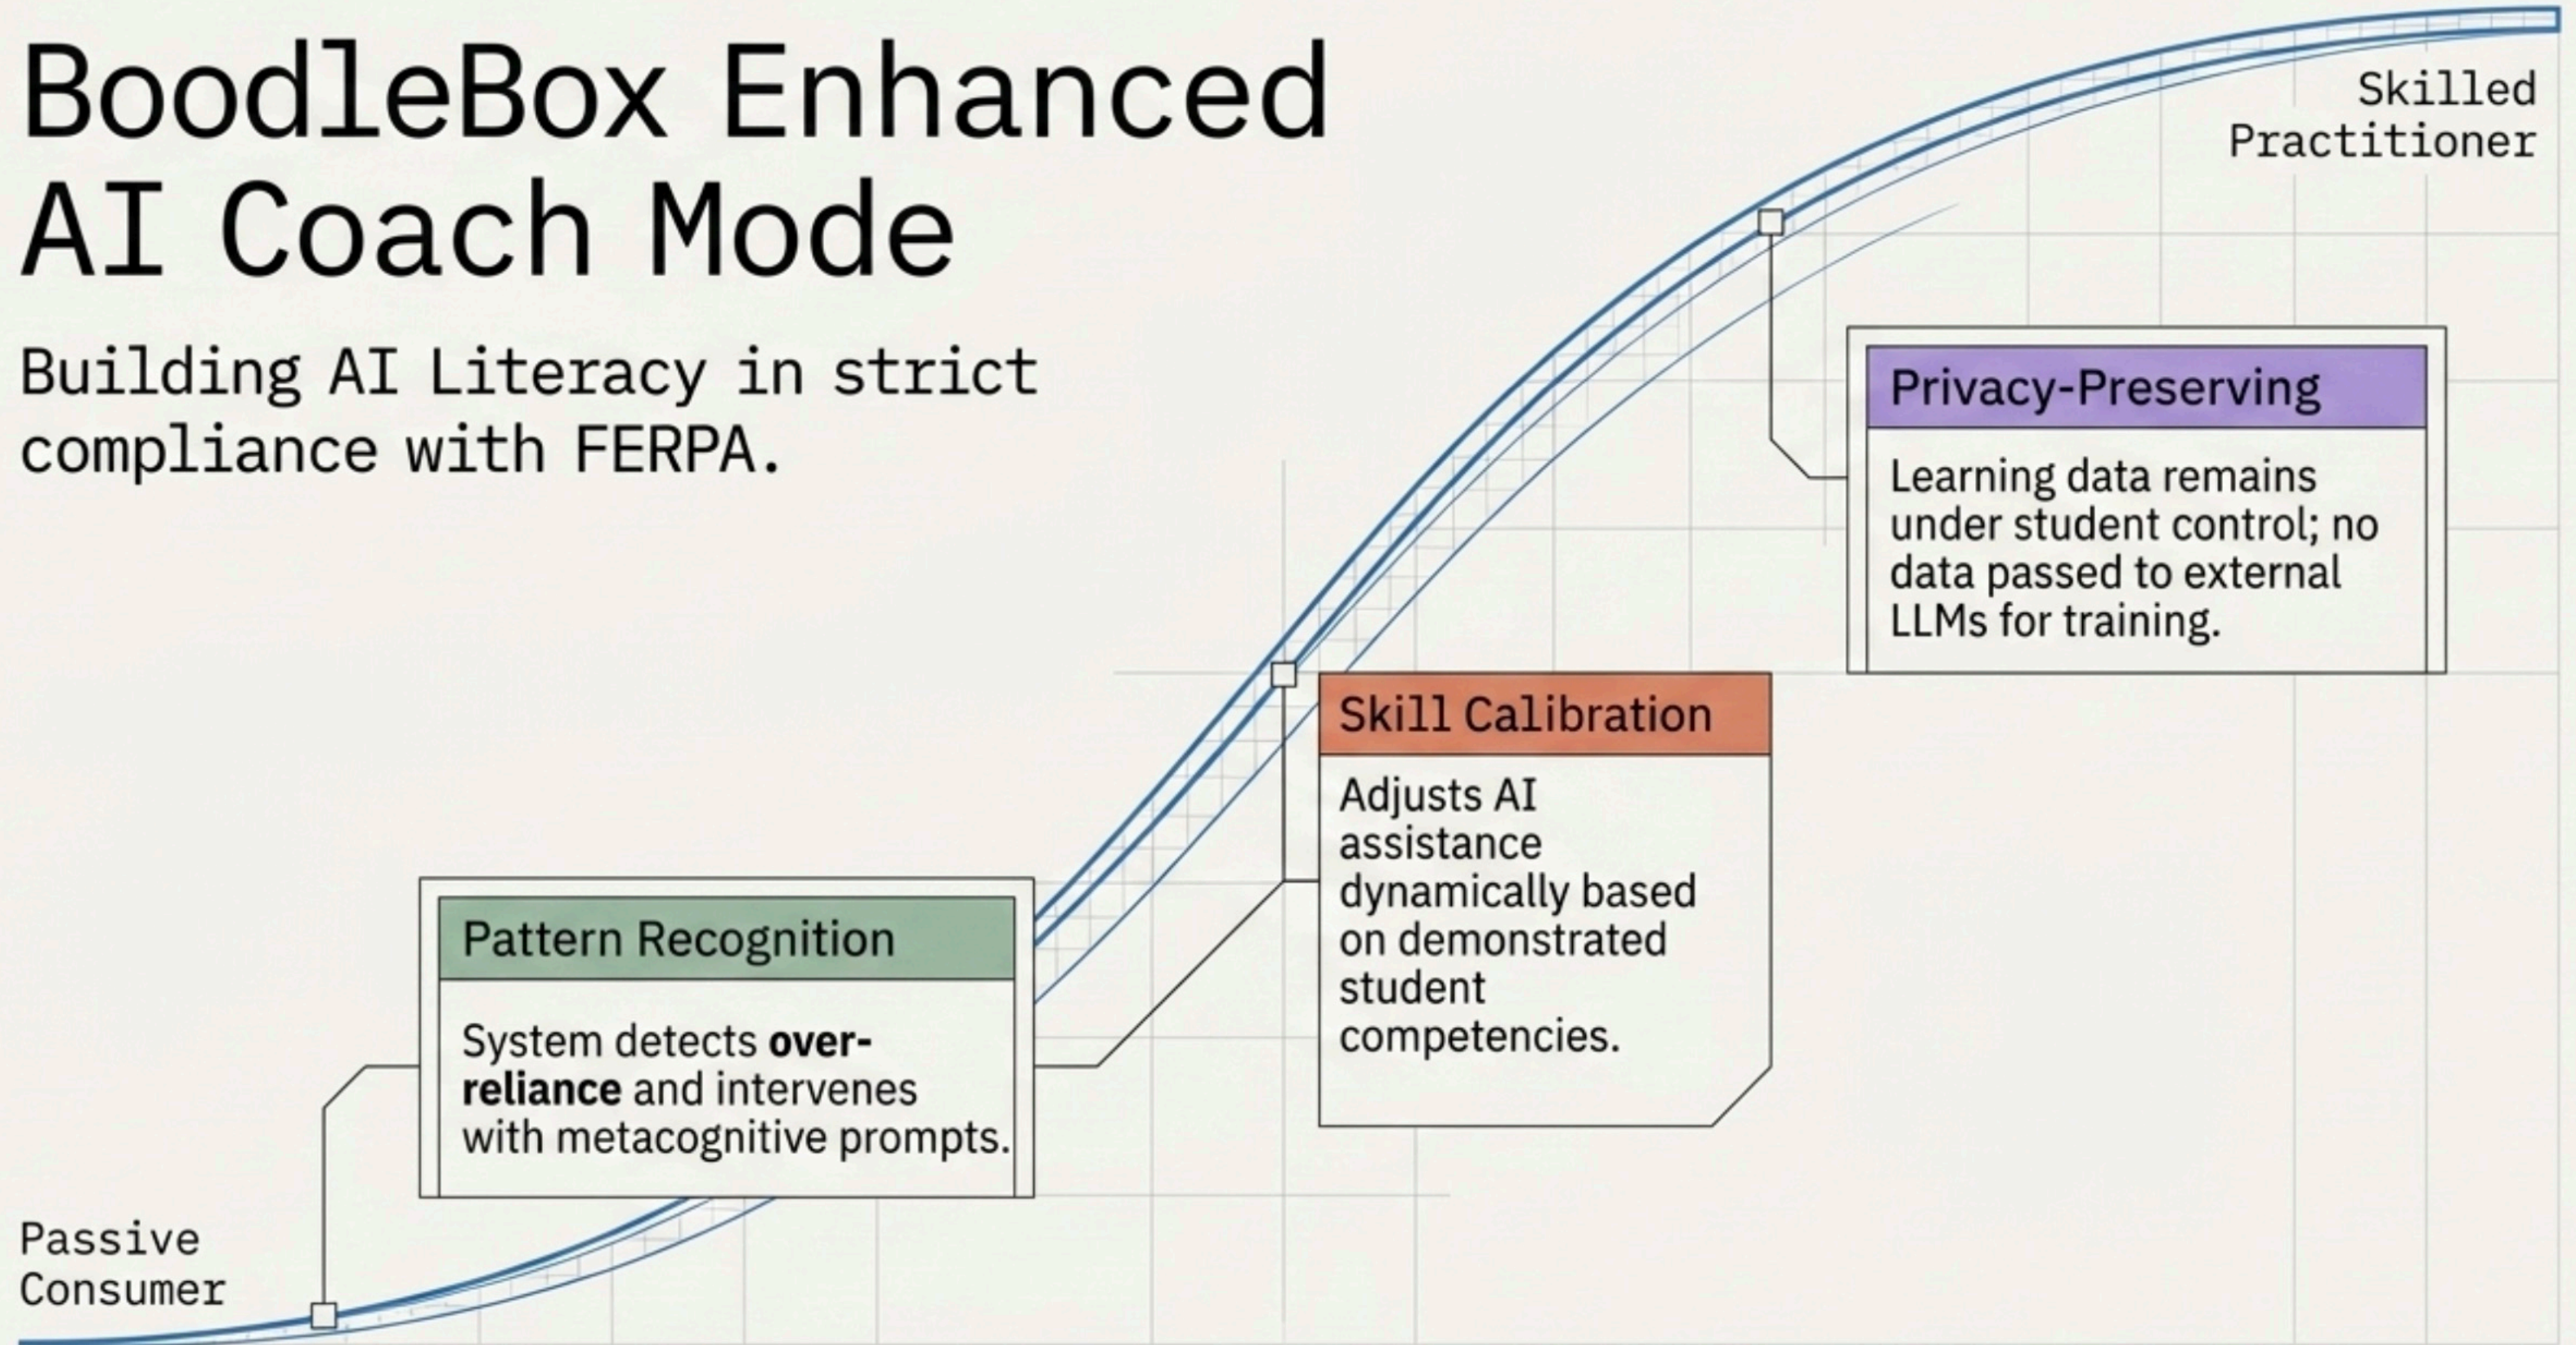 BoodleBox Enhanced
AI Coach Mode
Building AI Literacy in strict
compliance with FERPA.
Skilled
Practitioner
Privacy-Preserving
Learning data remains
under student control; no
data passed to external
LLMs for training.
Skill Calibration
Adjusts AI
assistance
dynamically based
on demonstrated
student
competencies.
Pattern Recognition
System detects over-
reliance and intervenes
with metacognitive prompts.
Passive
Consumer